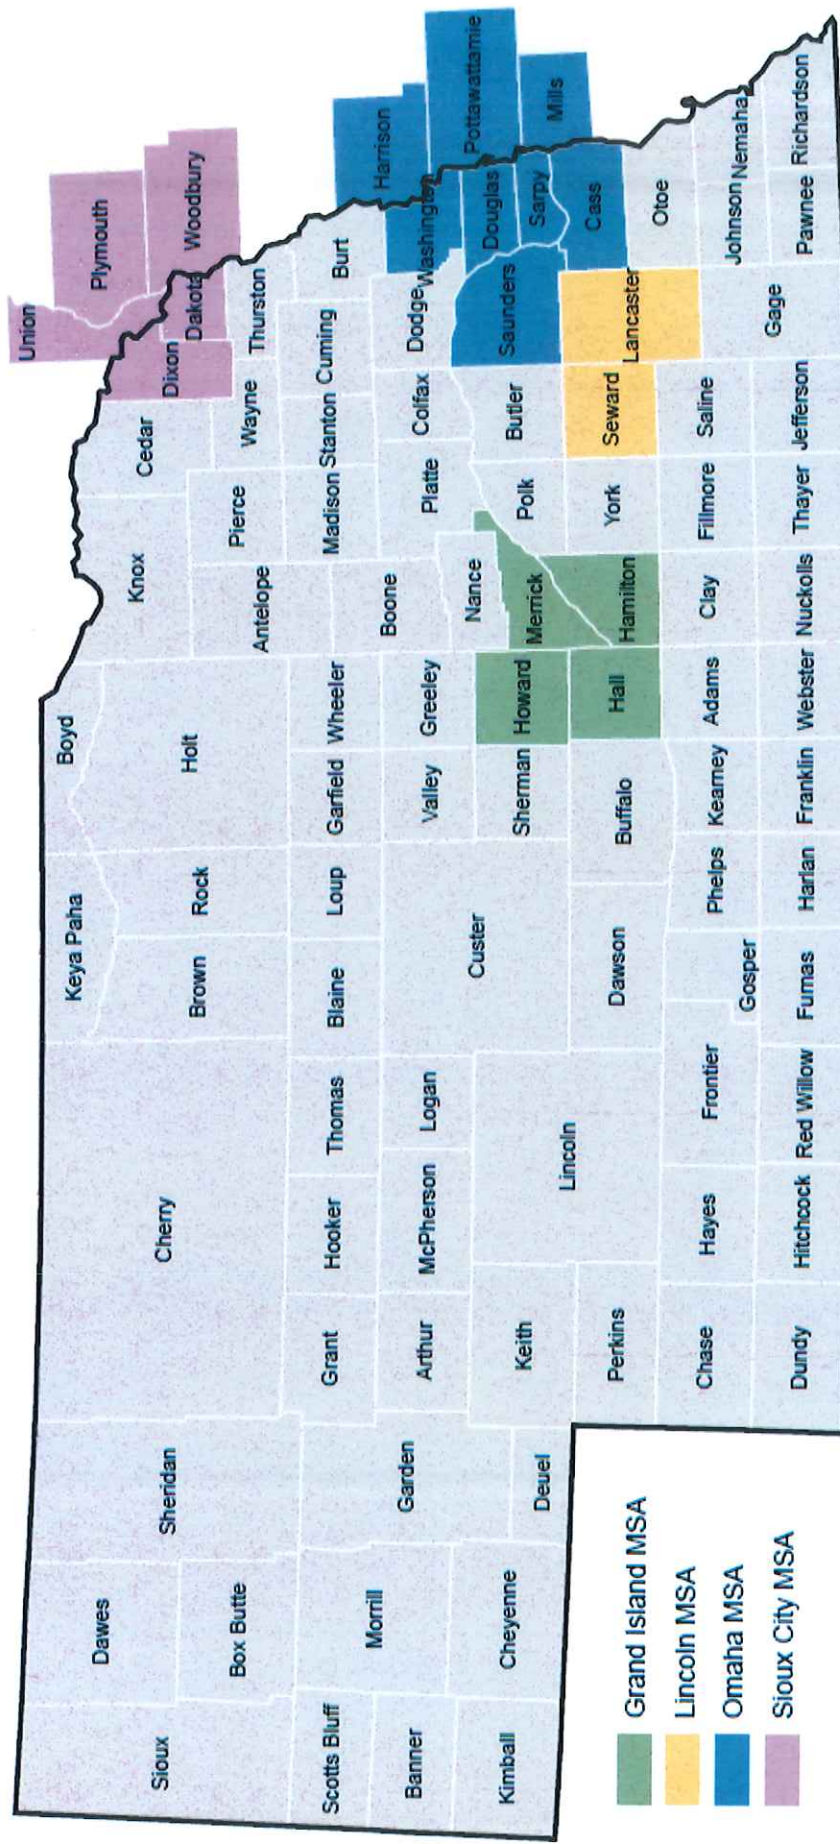 Union
Plymouth
Woodbury
Dixon
Dakota
Boyd
Keya Paha
Knox
Cedar
Dawes
Sheridan
Cherry
Brown
Rock
Holt
Sioux
Box Butte
Antelope
Pierce
Wayne
Thurston
Scotts Bluff
Grant
Hooker
Thomas
Blaine
Loup
Garfield
Wheeler
Madison
Stanton
Cuming
Burt
Harrison
Banner
Morrill
Garden
Arthur
McPherson
Logan
Custer
Valley
Greeley
Boone
Platte
Colfax
Dodge
Washington
Pottawattamie
Kimball
Cheyenne
Deuel
Keith
Lincoln
Sherman
Howard
Nance
Merrick
Polk
Butler
Saunders
Douglas
Sarpy
Mills
Perkins
Dawson
Buffalo
Hall
Hamilton
York
Seward
Lancaster
Cass
Otoe
Chase
Hayes
Frontier
Gosper
Phelps
Kearney
Adams
Clay
Fillmore
Saline
Gage
Johnson
Nemaha
Dundy
Hitchcock
Red Willow
Furnas
Harlan
Franklin
Webster
Nuckolls
Thayer
Jefferson
Pawnee
Richardson
Grand Island MSA
Lincoln MSA
Omaha MSA
Sioux City MSA